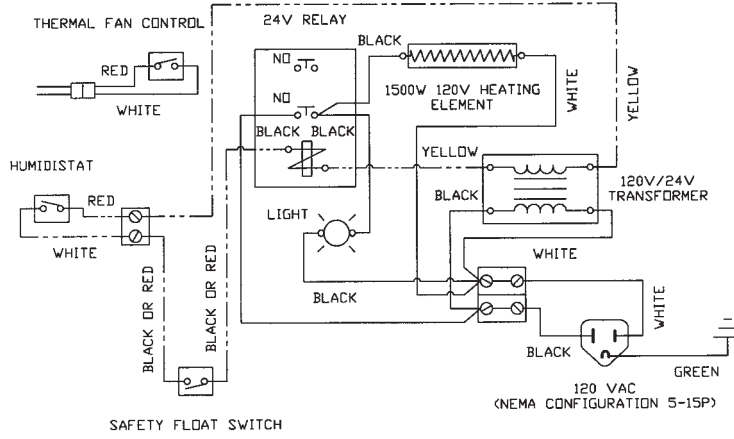 THERMAL FAN CONTROL
24V RELAY
BLACK
NO
RED
WHITE
1500W 120V HEATING
ELEMENT
WHITE
YELLOW
NO
BLACK BLACK
HUMIDISTAT
YELLOW
RED
BLACK
120V/24V
TRANSFORMER
LIGHT
WHITE
WHITE
BLACK
BLACK OR RED
BLACK OR RED
WHITE
BLACK
GREEN
120 VAC
(NEMA CONFIGURATION 5-15P)
SAFETY FLOAT SWITCH